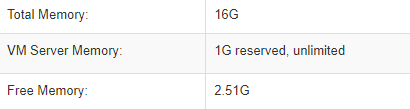 Total Memory: 16G
VM Server Memory: 1G reserved, unlimited
Free Memory: 2.51G